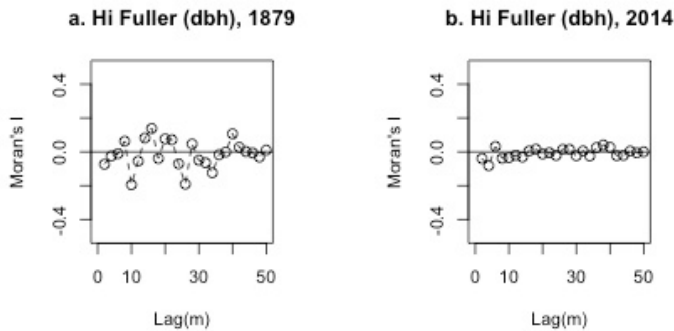 a. Hi Fuller (dbh), 1879
Moran's I
0.4
0.0
-0.4
0 10 30 50
Lag(m)
b. Hi Fuller (dbh), 2014
Moran's I
0.4
0.0
-0.4
0 10 30 50
Lag(m)